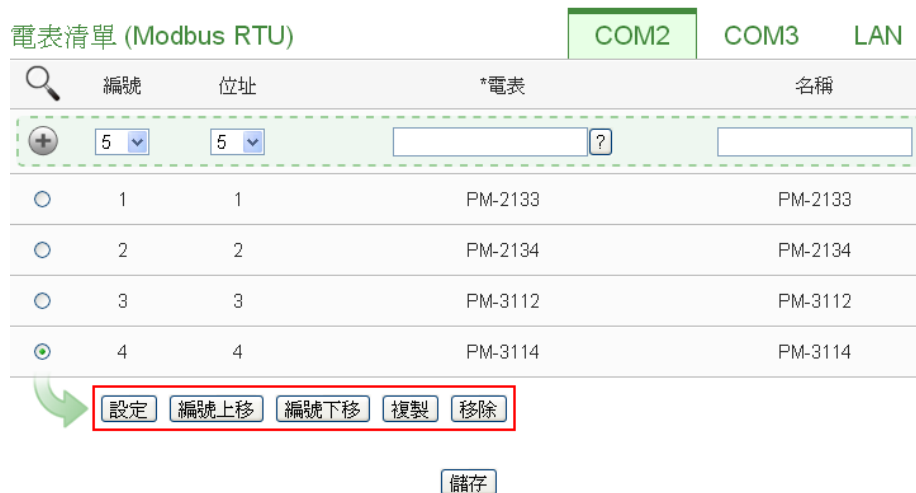 電表清單 (Modbus RTU) COM2 COM3 LAN
編號 位址 *電表 名稱
5 5 ?
1 1 PM-2133 PM-2133
2 2 PM-2134 PM-2134
3 3 PM-3112 PM-3112
4 4 PM-3114 PM-3114
設定 編號上移 編號下移 複製 移除
儲存